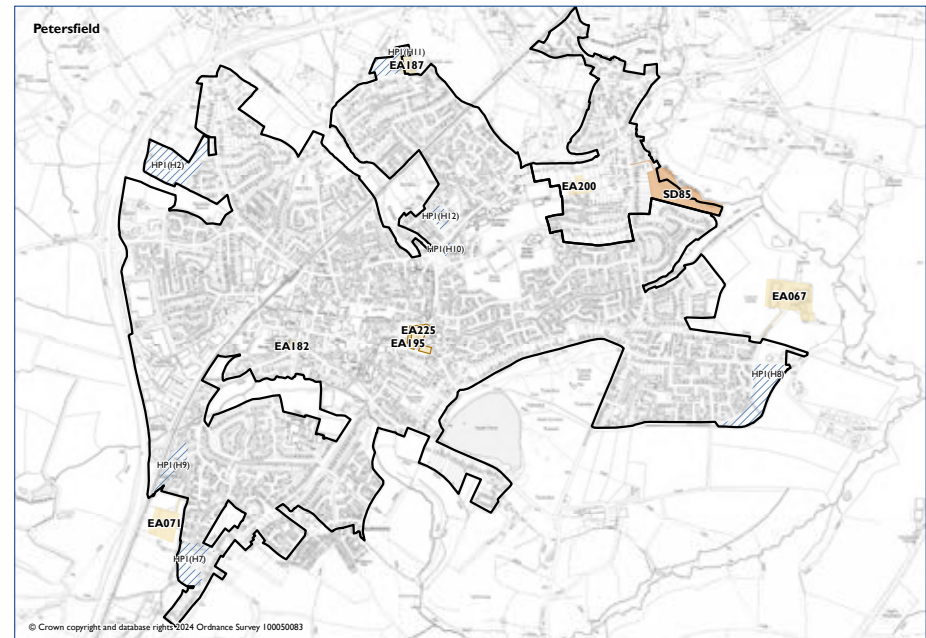 Petersfield
HP1(H11)
EA187
HP1(H2)
EA200
SD85
HP1(H12)
HP1(H10)
EA067
EA225
EA195
EA182
HP1(H8)
HP1(H9)
EA071
HP1(H7)
© Crown copyright and database rights 2024 Ordnance Survey 100050083